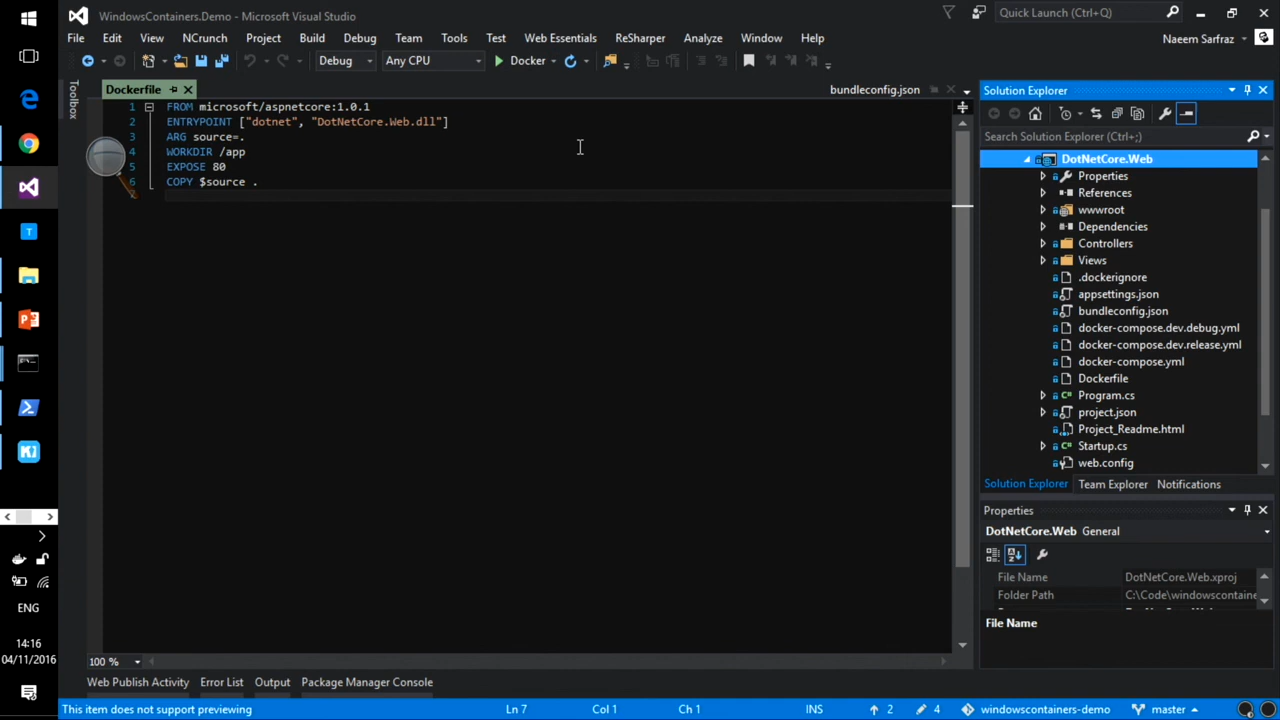 WindowsContainers.Demo - Microsoft Visual Studio
Quick Launch (Ctrl+Q)
File Edit View NCrunch Project Build Debug Team Tools Test Web Essentials ReSharper Analyze Window Help
Naeem Sarfraz
Debug Any CPU Docker
Toolbox
Dockerfile
bundleconfig.json
1 FROM microsoft/aspnetcore:1.0.1
2 ENTRYPOINT ["dotnet", "DotNetCore.Web.dll"]
3 ARG source=.
4 WORKDIR /app
5 EXPOSE 80
6 COPY $source .
Solution Explorer
Search Solution Explorer (Ctrl+;)
DotNetCore.Web
Properties
References
wwwroot
Dependencies
Controllers
Views
.dockerignore
appsettings.json
bundleconfig.json
docker-compose.dev.debug.yml
docker-compose.dev.release.yml
docker-compose.yml
Dockerfile
Program.cs
project.json
Project_Readme.html
Startup.cs
web.config
Solution Explorer Team Explorer Notifications
Properties
DotNetCore.Web General
File Name DotNetCore.Web.xproj
Folder Path C:\Code\windowscontaine
File Name
ENG
14:16
04/11/2016
100 %
Web Publish Activity Error List Output Package Manager Console
This item does not support previewing Ln 7 Col 1 Ch 1 INS 2 4 windowscontainers-demo master